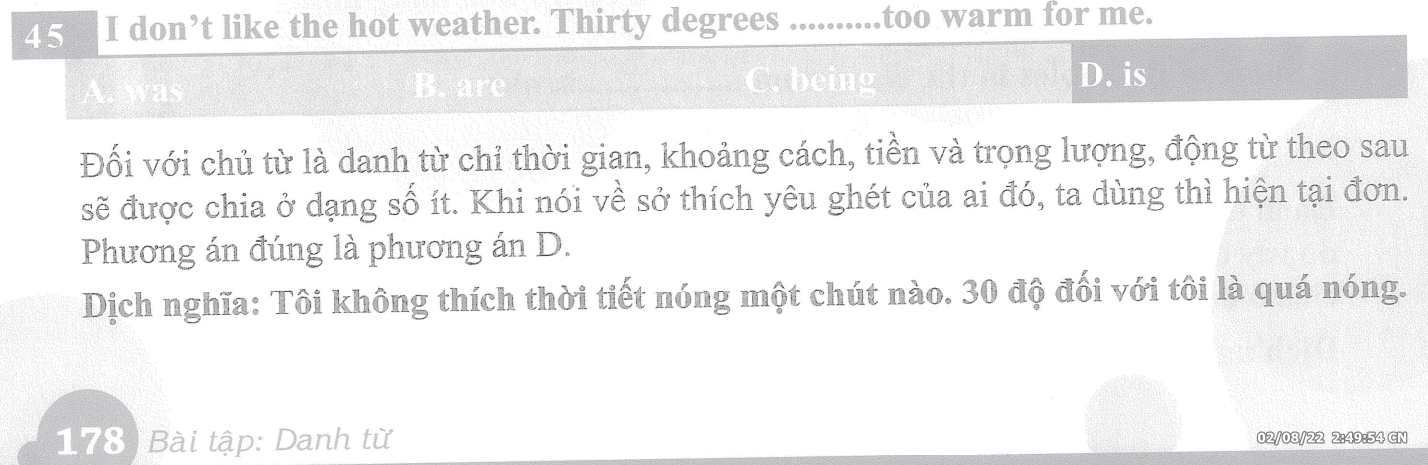 45 I don’t like the hot weather. Thirty degrees ..........too warm for me.
A. was B. are C. being D. is
Đối với chủ từ là danh từ chỉ thời gian, khoảng cách, tiền và trọng lượng, động từ theo sau
sẽ được chia ở dạng số ít. Khi nói về sở thích yêu ghét của ai đó, ta dùng thì hiện tại đơn.
Phương án đúng là phương án D.
Dịch nghĩa: Tôi không thích thời tiết nóng một chút nào. 30 độ đối với tôi là quá nóng.
178 Bài tập: Danh từ
02/08/22 2:49:54 CN